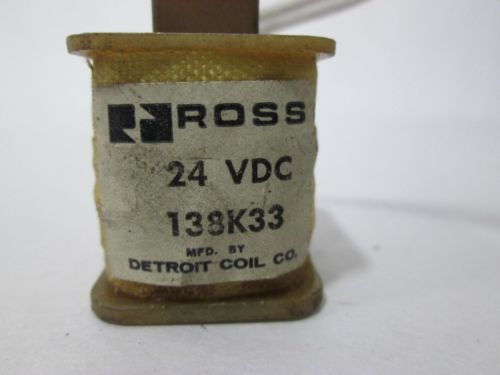 ROSS
24 VDC
138K33
MFD. BY
DETROIT COIL CO.